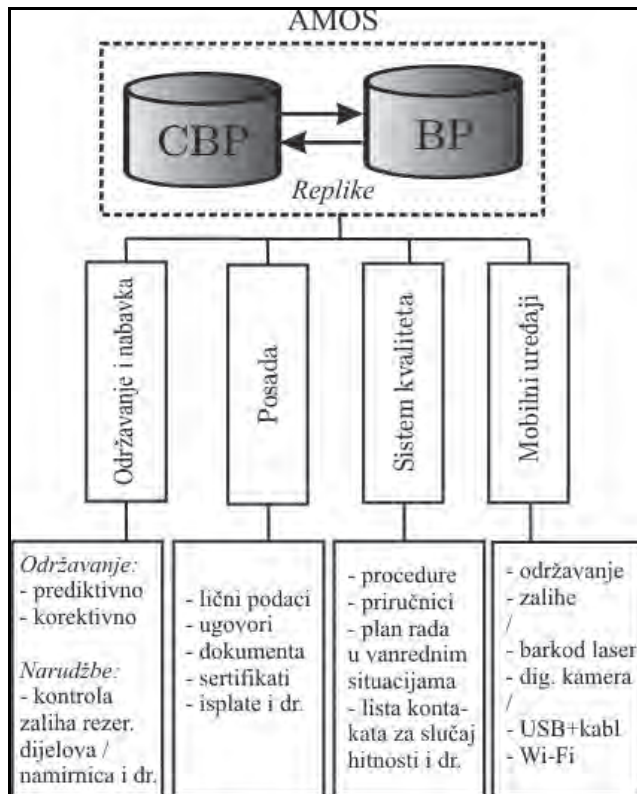 AMOS
CBP
BP
Replike
Održavanje i nabavka
Posada
Sistem kvaliteta
Mobilni uređaji
Održavanje:
- prediktivno
- korektivno
Narudžbe:
- kontrola
zaliha rezer.
dijelova /
namirnica i dr.
- lični podaci
- ugovori
- dokumenta
- sertifikati
- isplate i dr.
- procedure
- priručnici
- plan rada
u vanrednim
situacijama
- lista konta-
kata za slučaj
hitnosti i dr.
- održavanje
- zalihe
/
- barkod laser
- dig. kamera
/
- USB+kabl
- Wi-Fi